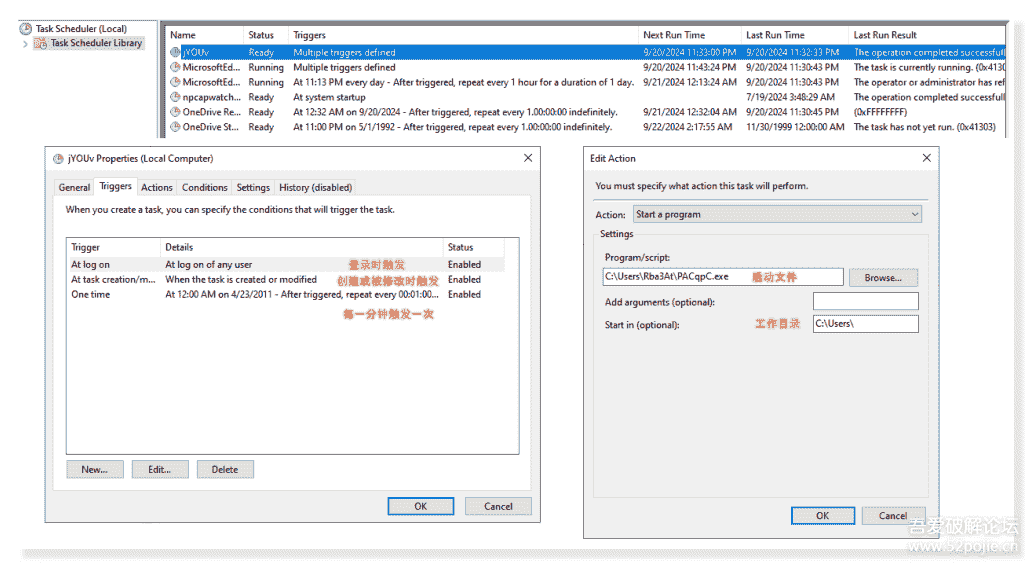 Task Scheduler (Local)
Task Scheduler Library
Name Status Triggers Next Run Time Last Run Time Last Run Result
jYOUv Ready Multiple triggers defined 9/20/2024 11:33:00 PM 9/20/2024 11:32:33 PM The operation completed successful
MicrosoftEd... Running Multiple triggers defined 9/20/2024 11:43:24 PM 9/20/2024 11:30:43 PM The task is currently running. (0x4130
MicrosoftEd... Running At 11:13 PM every day - After triggered, repeat every 1 hour for a duration of 1 day. 9/21/2024 12:13:24 AM 9/20/2024 11:30:43 PM The operator or administrator has ref
npcapwatch... Ready At system startup 7/19/2024 3:48:29 AM The operation completed successful
OneDrive Re... Ready At 12:32 AM on 9/20/2024 - After triggered, repeat every 1.00:00:00 indefinitely. 9/21/2024 12:32:04 AM 9/20/2024 11:30:45 PM (0xFFFFFFFF)
OneDrive St... Ready At 11:00 PM on 5/1/1992 - After triggered, repeat every 1.00:00:00 indefinitely. 9/22/2024 2:17:55 AM 11/30/1999 12:00:00 AM The task has not yet run. (0x41303)
jYOUv Properties (Local Computer)
General Triggers Actions Conditions Settings History (disabled)
When you create a task, you can specify the conditions that will trigger the task.
Trigger Details Status
At log on At log on of any user 登录时触发 Enabled
At task creation/m... When the task is created or modified 创建或被修改时触发 Enabled
One time At 12:00 AM on 4/23/2011 - After triggered, repeat every 00:01:00... Enabled
每一分钟触发一次
New... Edit... Delete
OK Cancel
Edit Action
You must specify what action this task will perform.
Action: Start a program
Settings
Program/script:
C:\Users\Rba3At\PACqpC.exe 启动文件 Browse...
Add arguments (optional):
Start in (optional): 工作目录 C:\Users\
OK Cancel
吾爱破解论坛
www.52pojie.cn